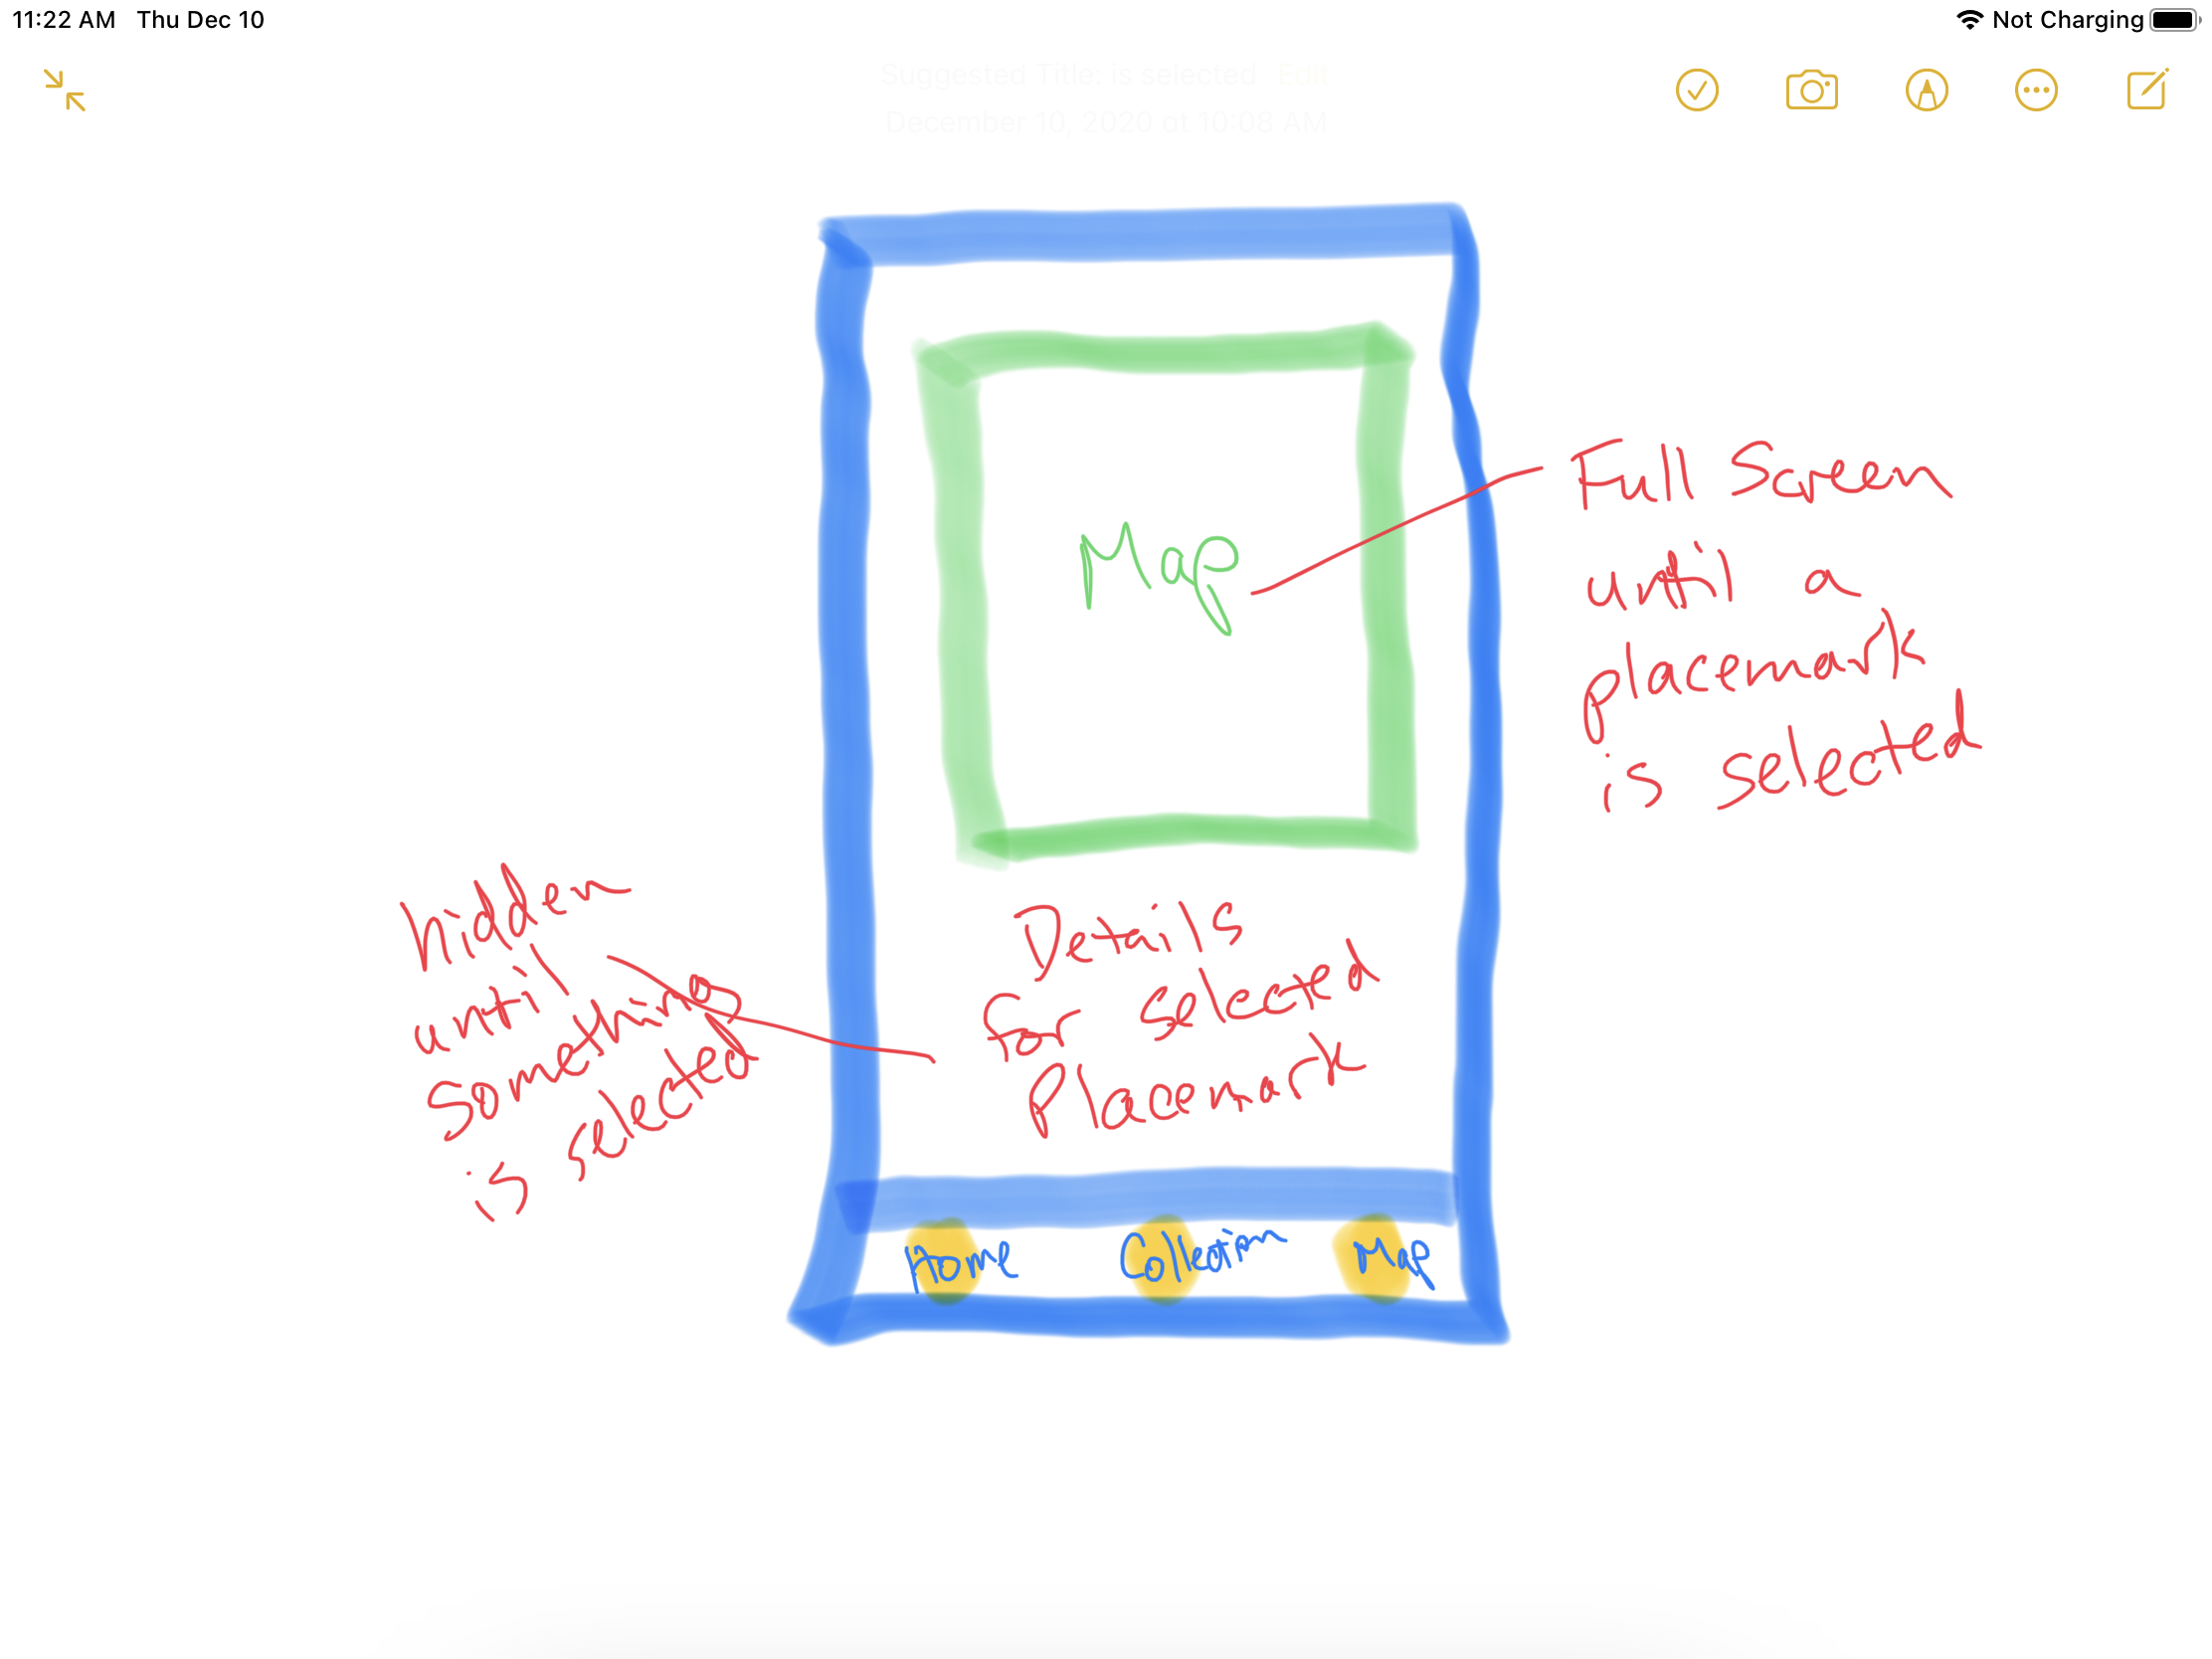 11:22 AM Thu Dec 10
Not Charging
Suggested Title: is selected Edit
December 10, 2020 at 10:08 AM
Map
Full Screen
until a
placemark
is selected
hidden
until
Something
is selected
Details
for selected
Placemark
Home Collection Map